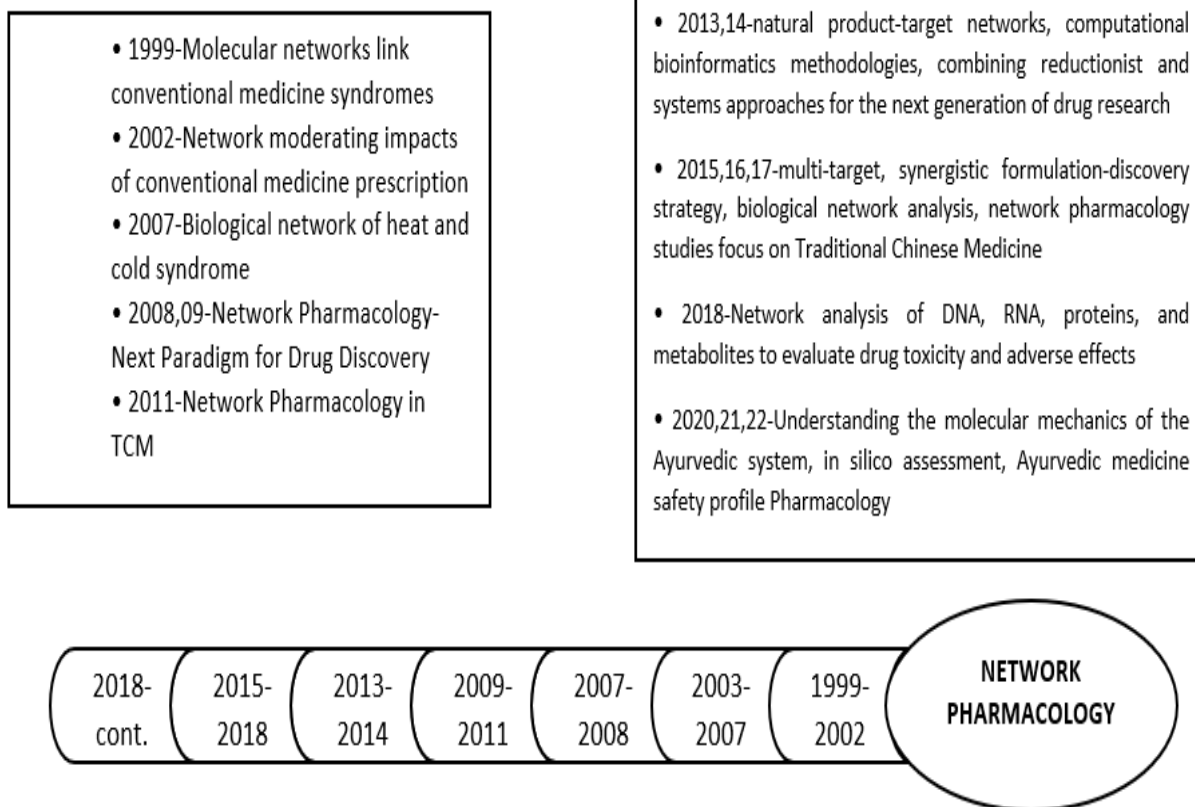 • 1999-Molecular networks link
conventional medicine syndromes
• 2002-Network moderating impacts
of conventional medicine prescription
• 2007-Biological network of heat and
cold syndrome
• 2008,09-Network Pharmacology-
Next Paradigm for Drug Discovery
• 2011-Network Pharmacology in
TCM
• 2013,14-natural product-target networks, computational
bioinformatics methodologies, combining reductionist and
systems approaches for the next generation of drug research
• 2015,16,17-multi-target, synergistic formulation-discovery
strategy, biological network analysis, network pharmacology
studies focus on Traditional Chinese Medicine
• 2018-Network analysis of DNA, RNA, proteins, and
metabolites to evaluate drug toxicity and adverse effects
• 2020,21,22-Understanding the molecular mechanics of the
Ayurvedic system, in silico assessment, Ayurvedic medicine
safety profile Pharmacology
2018-
cont.
2015-
2018
2013-
2014
2009-
2011
2007-
2008
2003-
2007
1999-
2002
NETWORK
PHARMACOLOGY